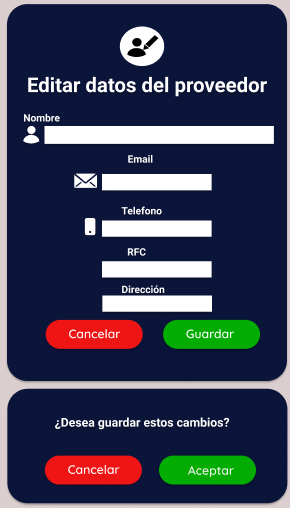 Editar datos del proveedor
Nombre
Email
Telefono
RFC
Dirección
Cancelar
Guardar
¿Desea guardar estos cambios?
Cancelar
Aceptar